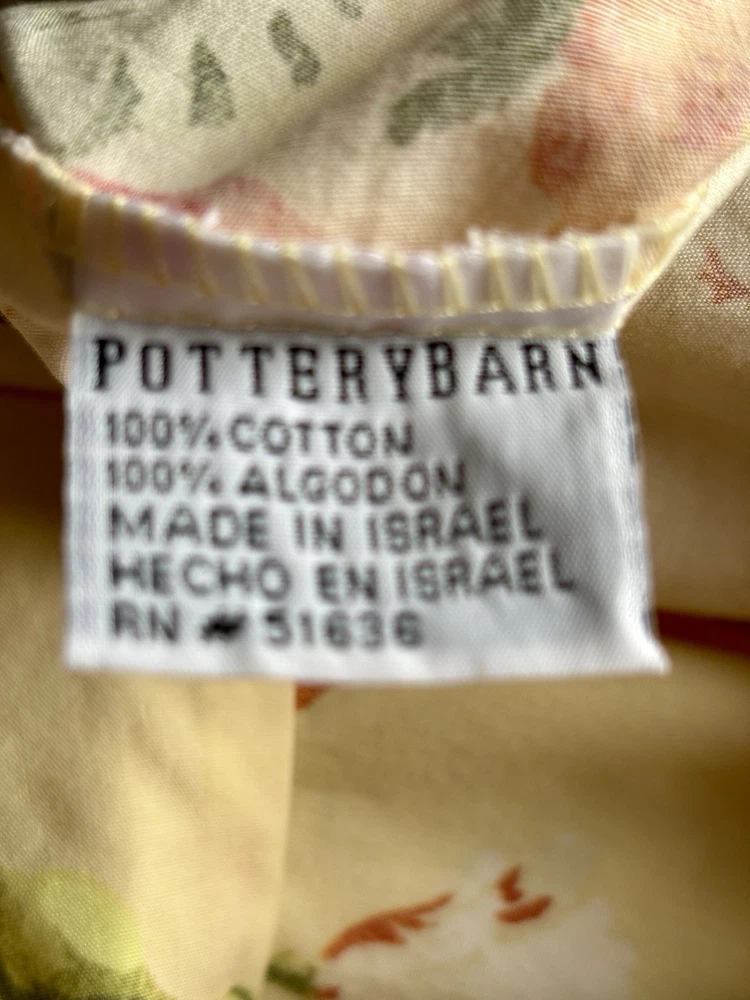 POTTERYBARN
100% COTTON
100% ALGODON
MADE IN ISRAEL
HECHO EN ISRAEL
RN # 51636